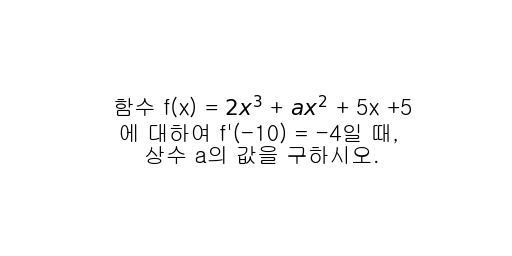 함수 f(x) = 2x³ + ax² + 5x +5
에 대하여 f'(−10) = −4일 때,
상수 a의 값을 구하시오.